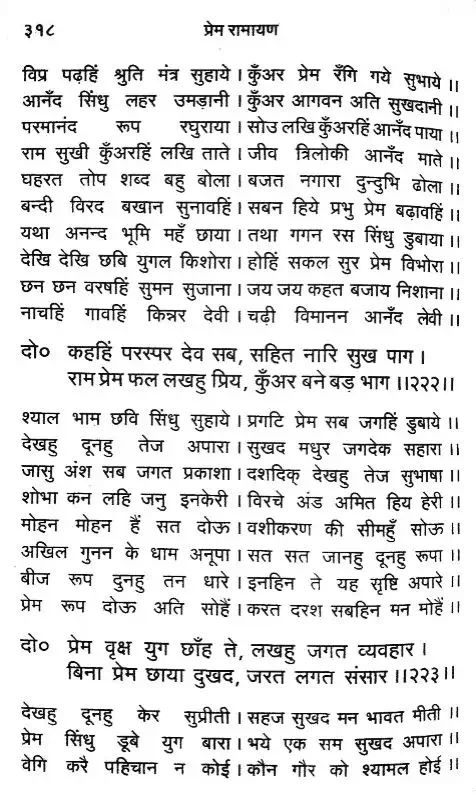 ३१८ प्रेम रामायण
विप्र पढ़हिं श्रुति मंत्र सुहाये। कुँअर प्रेम रँगि गये सुभाये॥
आनँद सिंधु लहर उमड़ानी। कुँअर आगवन अति सुखदानी॥
परमानंद रूप रघुराया। सोउ लखि कुँअरहिं आनँद पाया॥
राम सुखी कुँअरहिं लखि ताते। जीव त्रिलोकी आनँद माते॥
घहरत तोप शब्द बहु बोला। बजत नगारा दुन्दुभि ढोला॥
बन्दी विरद बखान सुनावहिं। सबन हिये प्रभु प्रेम बढ़ावहिं॥
यथा अनन्द भूमि महँ छाया। तथा गगन रस सिंधु डुबाया॥
देखि देखि छबि युगल किशोरा। होहिं सकल सुर प्रेम विभोरा॥
छन छन वरषहिं सुमन सुजाना। जय जय कहत बजाय निशाना॥
नाचहिं गावहिं किन्नर देवी। चढ़ी विमानन आनँद लेवी॥
दो० कहहिं परस्पर देव सब, सहित नारि सुख पाग।
राम प्रेम फल लखहु प्रिय, कुँअर बने बड़ भाग॥२२२॥
श्याल भाम छवि सिंधु सुहाये। प्रगटि प्रेम सब जगहिं डुबाये॥
देखहु दूनहु तेज अपारा। सुखद मधुर जगदेक सहारा॥
जासु अंश सब जगत प्रकाशा। दशदिक् देखहु तेज सुभाषा॥
शोभा कन लहि जनु इनकेरी। विरचे अंड अमित हिय हेरी॥
मोहन मोहन हैं सत दोऊ। वशीकरण की सीमहुँ सोऊ॥
अखिल गुनन के धाम अनूपा। सत सत जानहु दूनहु रूपा॥
बीज रूप दुनहु तन धारे। इनहिन ते यह सृष्टि अपारे॥
प्रेम रूप दोऊ अति सोहैं। करत दरश सबहिन मन मोहैं॥
दो० प्रेम वृक्ष युग छाँह ते, लखहु जगत व्यवहार।
बिना प्रेम छाया दुखद, जरत लगत संसार॥२२३॥
देखहु दूनहु केर सुप्रीती। सहज सुखद मन भावत मीती॥
प्रेम सिंधु डूबे युग बारा। भये एक सम सुखद अपारा॥
वेगि करै पहिचान न कोई। कौन गौर को श्यामल होई॥